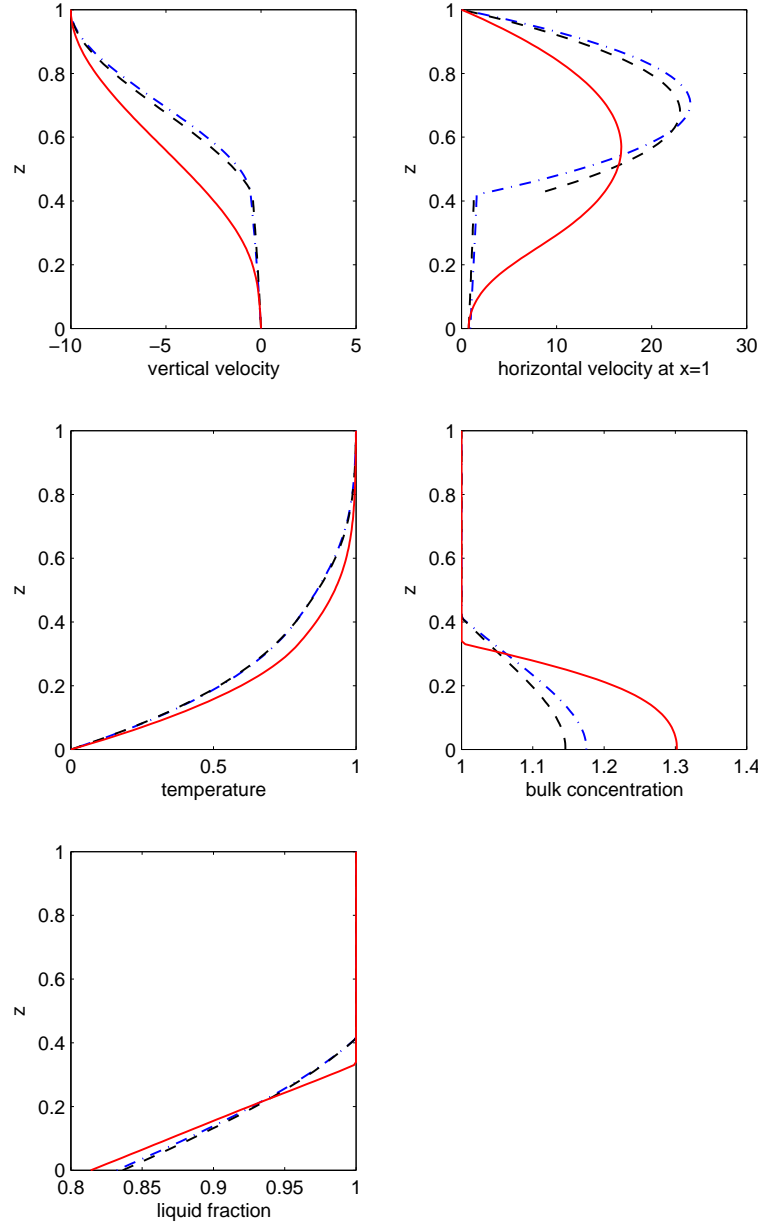 1
0.8
0.6
z
0.4
0.2
0
−10 −5 0 5
vertical velocity
1
0.8
0.6
z
0.4
0.2
0
0 10 20 30
horizontal velocity at x=1
1
0.8
0.6
z
0.4
0.2
0
0 0.5 1
temperature
1
0.8
0.6
z
0.4
0.2
0
1 1.1 1.2 1.3 1.4
bulk concentration
1
0.8
0.6
z
0.4
0.2
0
0.8 0.85 0.9 0.95 1
liquid fraction